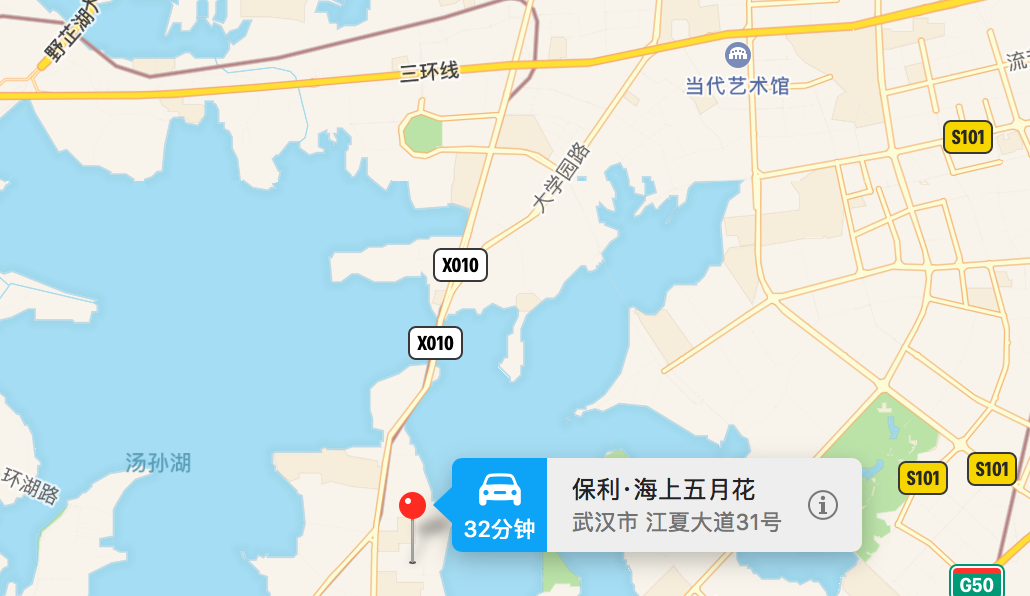 野芷湖大
三环线
当代艺术馆
流芳
S101
大学园路
X010
X010
汤孙湖
环湖路
S101
S101
32分钟
保利·海上五月花
武汉市 江夏大道31号
G50